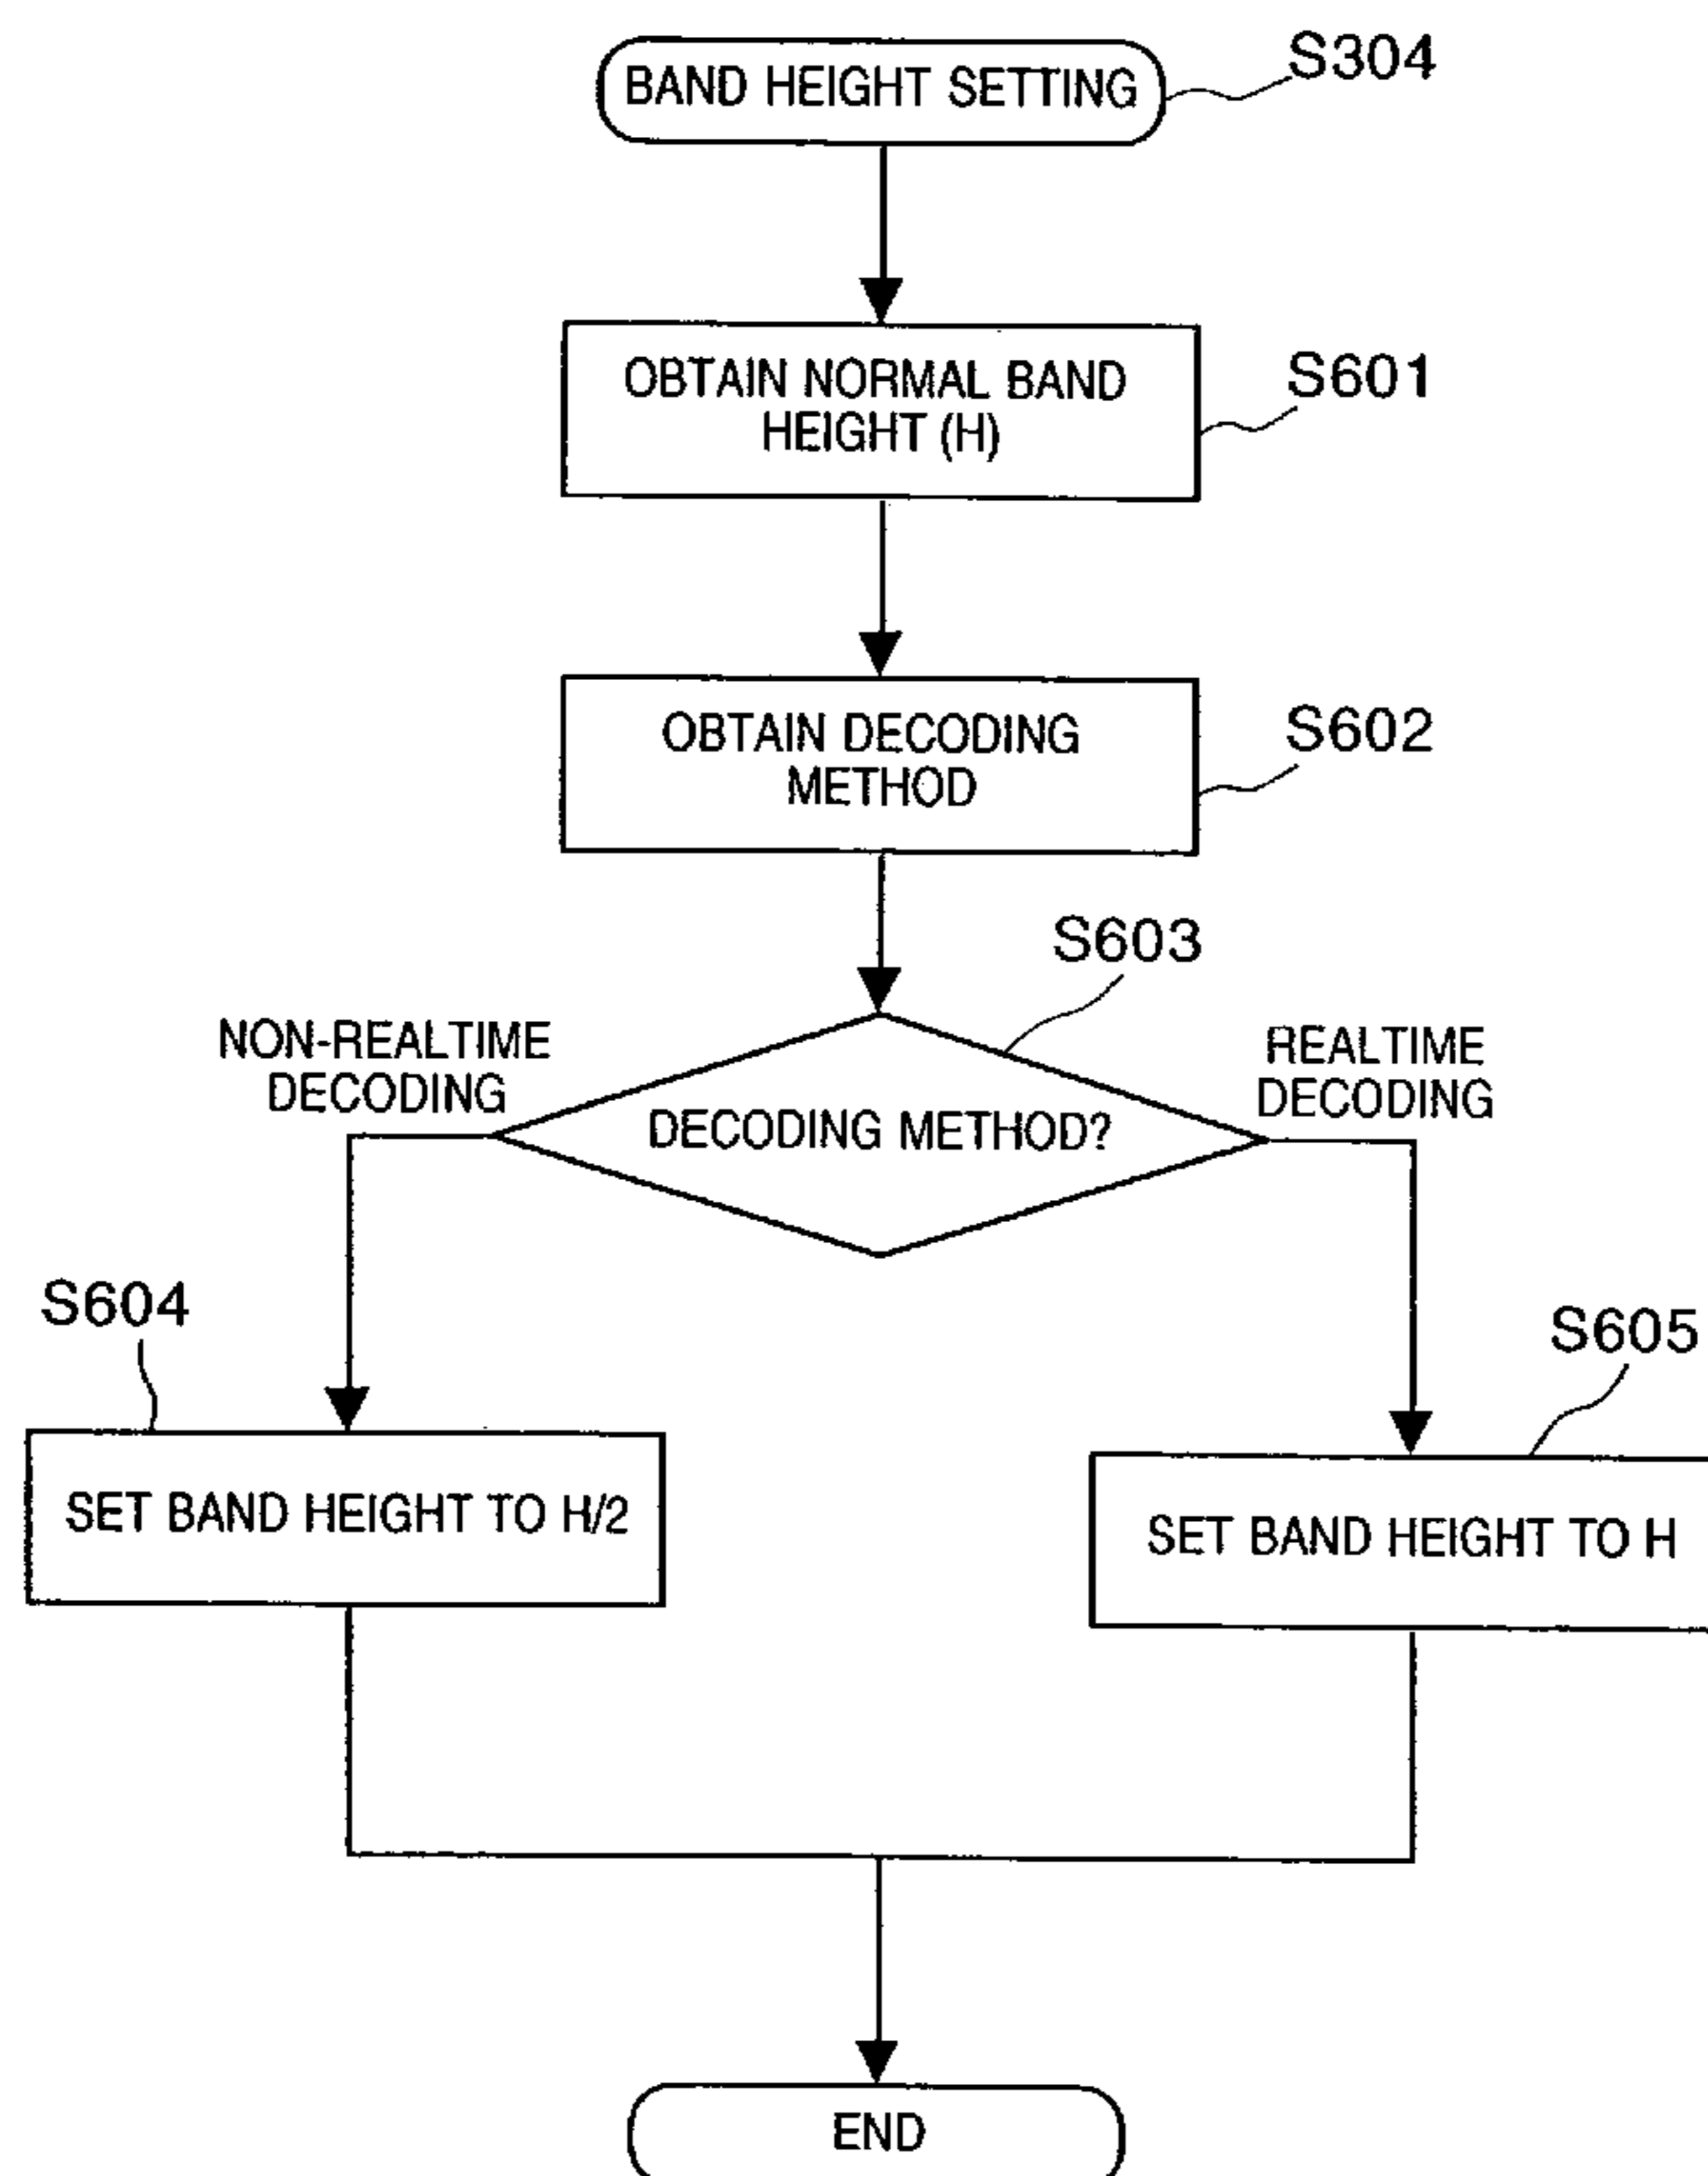 BAND HEIGHT SETTING
S304
OBTAIN NORMAL BAND
HEIGHT (H)
S601
OBTAIN DECODING
METHOD
S602
S603
NON-REALTIME
DECODING
DECODING METHOD?
REALTIME
DECODING
S604
SET BAND HEIGHT TO H/2
S605
SET BAND HEIGHT TO H
END